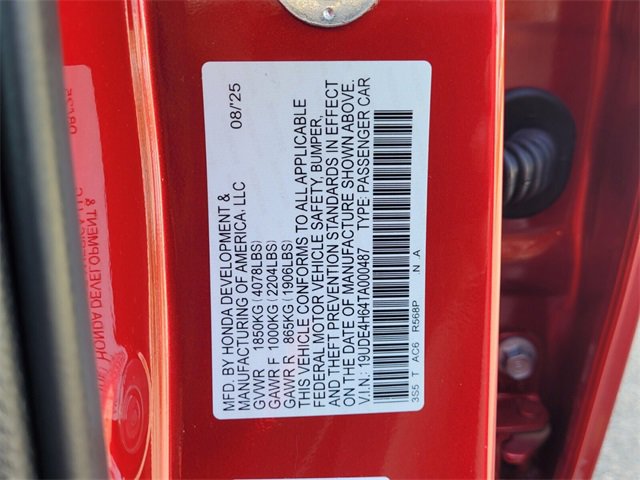 MFD. BY HONDA DEVELOPMENT & 08/'25
MANUFACTURING OF AMERICA, LLC
GVWR 1850KG(4078LBS)
GAWR F 1000KG(2204LBS)
GAWR R 865KG(1906LBS)
THIS VEHICLE CONFORMS TO ALL APPLICABLE
FEDERAL MOTOR VEHICLE SAFETY, BUMPER,
AND THEFT PREVENTION STANDARDS IN EFFECT
ON THE DATE OF MANUFACTURE SHOWN ABOVE.
V.I.N.: 19UDE4H64TA000487 TYPE:PASSENGER CAR
3S5 T AC6 R568P .N .A